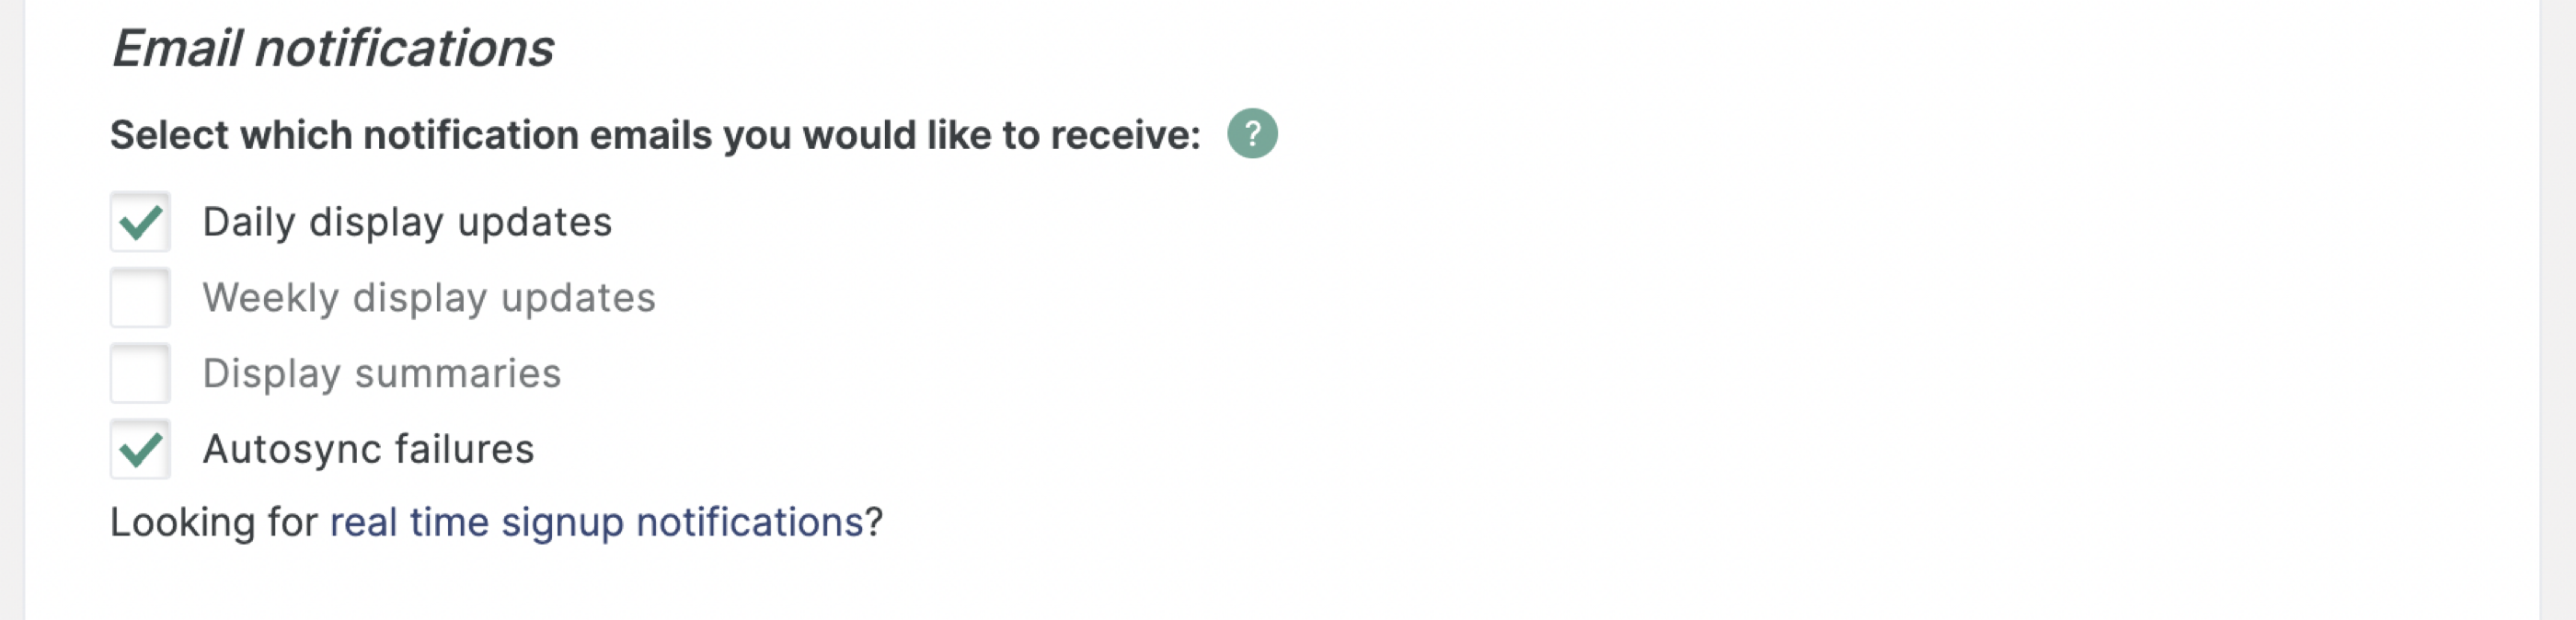 Email notifications
Select which notification emails you would like to receive: ?
Daily display updates
Weekly display updates
Display summaries
Autosync failures
Looking for real time signup notifications?